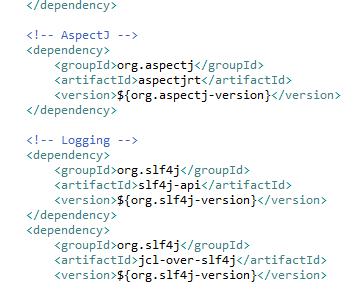 </dependency>
<!-- AspectJ -->
<dependency>
<groupId>org.aspectj</groupId>
<artifactId>aspectjrt</artifactId>
<version>${org.aspectj-version}</version>
</dependency>
<!-- Logging -->
<dependency>
<groupId>org.slf4j</groupId>
<artifactId>slf4j-api</artifactId>
<version>${org.slf4j-version}</version>
</dependency>
<dependency>
<groupId>org.slf4j</groupId>
<artifactId>jcl-over-slf4j</artifactId>
<version>${org.slf4j-version}</version>